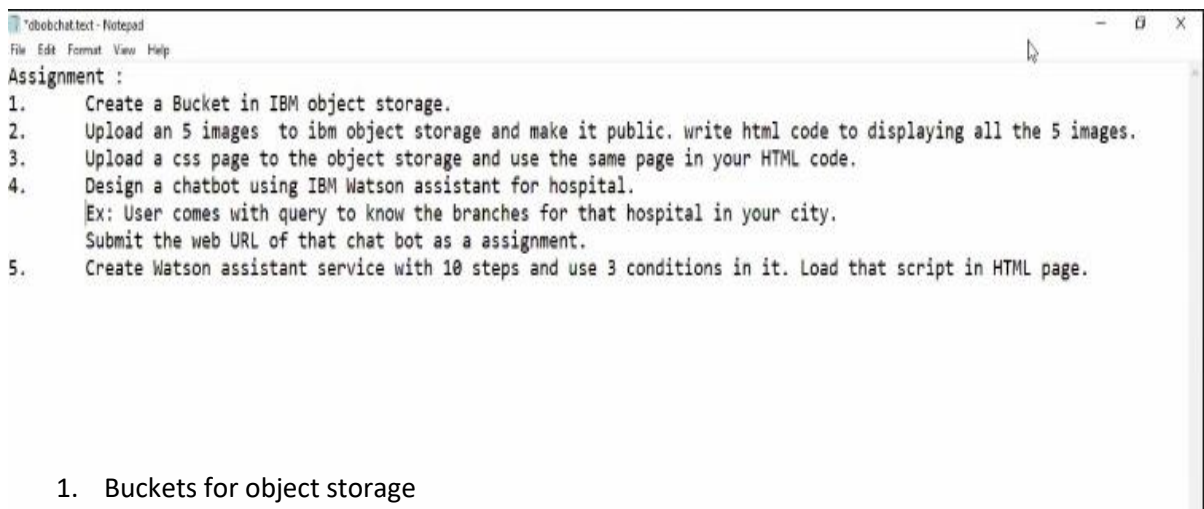 *dbobchat.text - Notepad
File Edit Format View Help
Assignment :
1. Create a Bucket in IBM object storage.
2. Upload an 5 images to ibm object storage and make it public. write html code to displaying all the 5 images.
3. Upload a css page to the object storage and use the same page in your HTML code.
4. Design a chatbot using IBM Watson assistant for hospital.
Ex: User comes with query to know the branches for that hospital in your city.
Submit the web URL of that chat bot as a assignment.
5. Create Watson assistant service with 10 steps and use 3 conditions in it. Load that script in HTML page.
1. Buckets for object storage